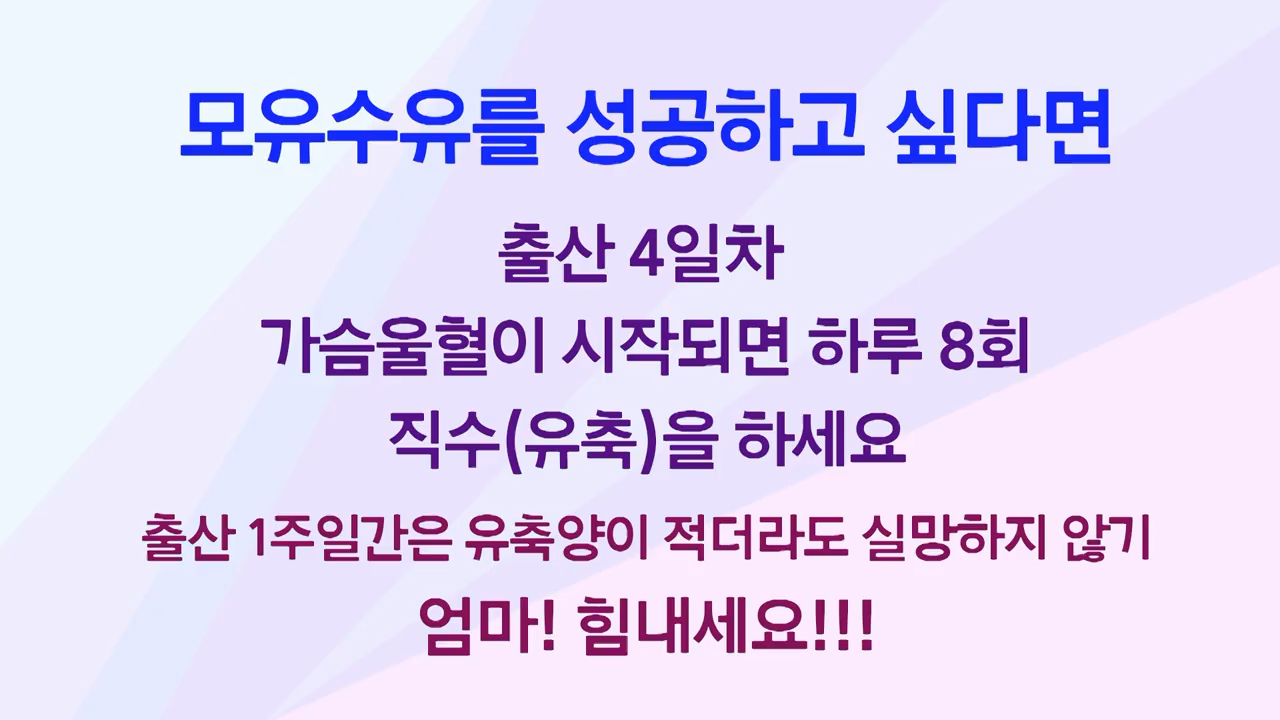 모유수유를 성공하고 싶다면
출산 4일차
가슴울혈이 시작되면 하루 8회
직수(유축)을 하세요
출산 1주일간은 유축양이 적더라도 실망하지 않기
엄마! 힘내세요!!!